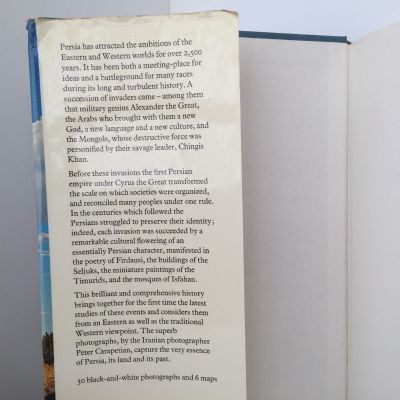 Persia has attracted the ambitions of the
Eastern and Western worlds for over 2,500
years. It has been both a meeting-place for
ideas and a battleground for many races
during its long and turbulent history. A
succession of invaders came – among them
that military genius Alexander the Great,
the Arabs who brought with them a new
God, a new language and a new culture, and
the Mongols, whose destructive force was
personified by their savage leader, Chingis
Khan.
Before these invasions the first Persian
empire under Cyrus the Great transformed
the scale on which societies were organized,
and reconciled many peoples under one rule.
In the centuries which followed the
Persians struggled to preserve their identity;
indeed, each invasion was succeeded by a
remarkable cultural flowering of an
essentially Persian character, manifested in
the poetry of Firdausi, the buildings of the
Seljuks, the miniature paintings of the
Timurids, and the mosques of Isfahan.
This brilliant and comprehensive history
brings together for the first time the latest
studies of these events and considers them
from an Eastern as well as the traditional
Western viewpoint. The superb
photographs, by the Iranian photographer
Peter Carapetian, capture the very essence
of Persia, its land and its past.
30 black-and-white photographs and 6 maps